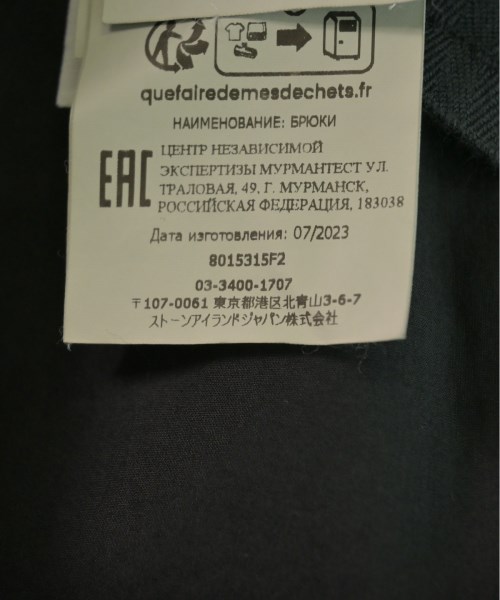 quefairedemesdechets.fr
НАИМЕНОВАНИЕ: БРЮКИ
EAC
ЦЕНТР НЕЗАВИСИМОЙ
ЭКСПЕРТИЗЫ МУРМАНТЕСТ УЛ.
ТРАЛОВАЯ, 49, Г. МУРМАНСК,
РОССИЙСКАЯ ФЕДЕРАЦИЯ, 183038
Дата изготовления: 07/2023
8015315F2
03-3400-1707
〒107-0061 東京都港区北青山3-6-7
ストーンアイランドジャパン株式会社